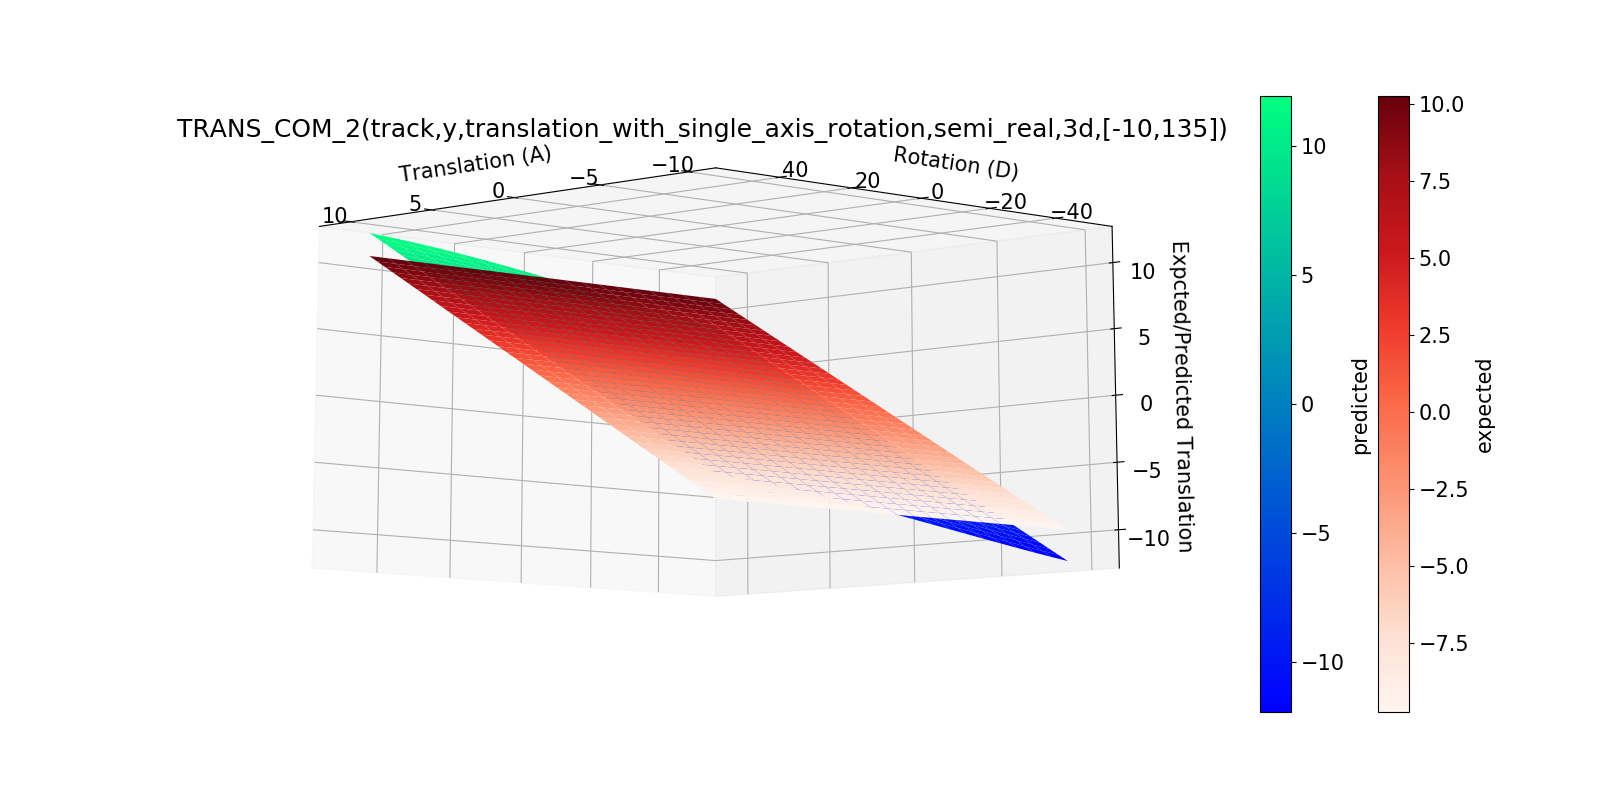 TRANS_COM_2(track,y,translation_with_single_axis_rotation,semi_real,3d,[-10,135])
Translation (A)
Rotation (D)
10 5 0 −5 −10
40 20 0 −20 −40
10
5
0
−5
−10
Expcted/Predicted Translation
10
5
0
−5
−10
predicted
10.0
7.5
5.0
2.5
0.0
−2.5
−5.0
−7.5
expected